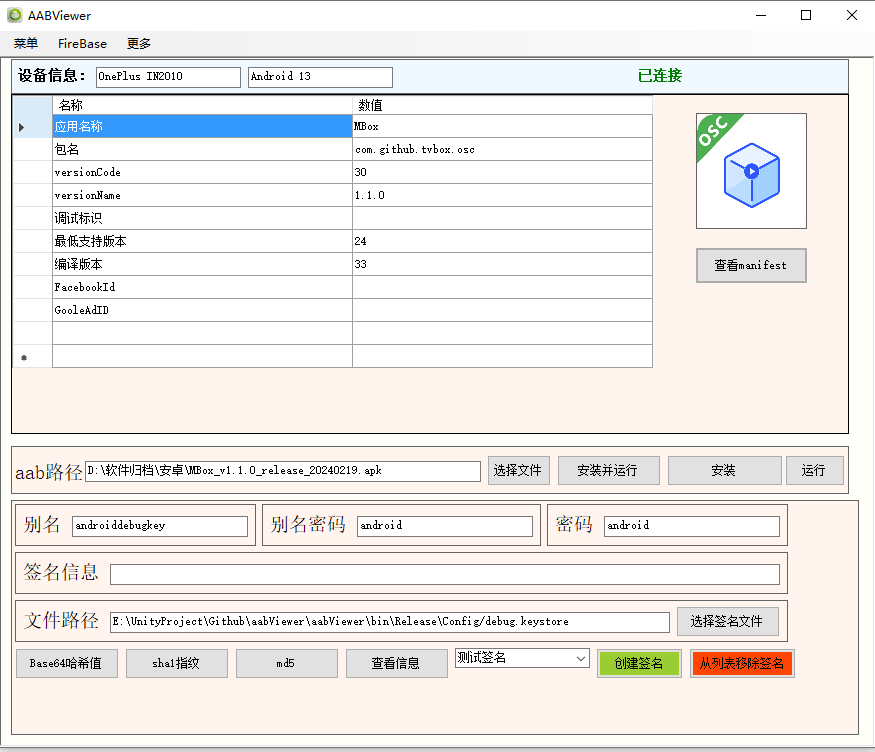 AABViewer
菜单 FireBase 更多
设备信息： OnePlus IN2010 Android 13 已连接
名称 数值
应用名称 MBox
包名 com.github.tvbox.osc
versionCode 30
versionName 1.1.0
调试标识
最低支持版本 24
编译版本 33
FacebookId
GooleAdID
OSC
查看manifest
aab路径 D:\软件归档\安卓\MBox_v1.1.0_release_20240219.apk 选择文件 安装并运行 安装 运行
别名 androiddebugkey 别名密码 android 密码 android
签名信息
文件路径 E:\UnityProject\Github\aabViewer\aabViewer\bin\Release\Config/debug.keystore 选择签名文件
Base64哈希值 sha1指纹 md5 查看信息 测试签名 创建签名 从列表移除签名